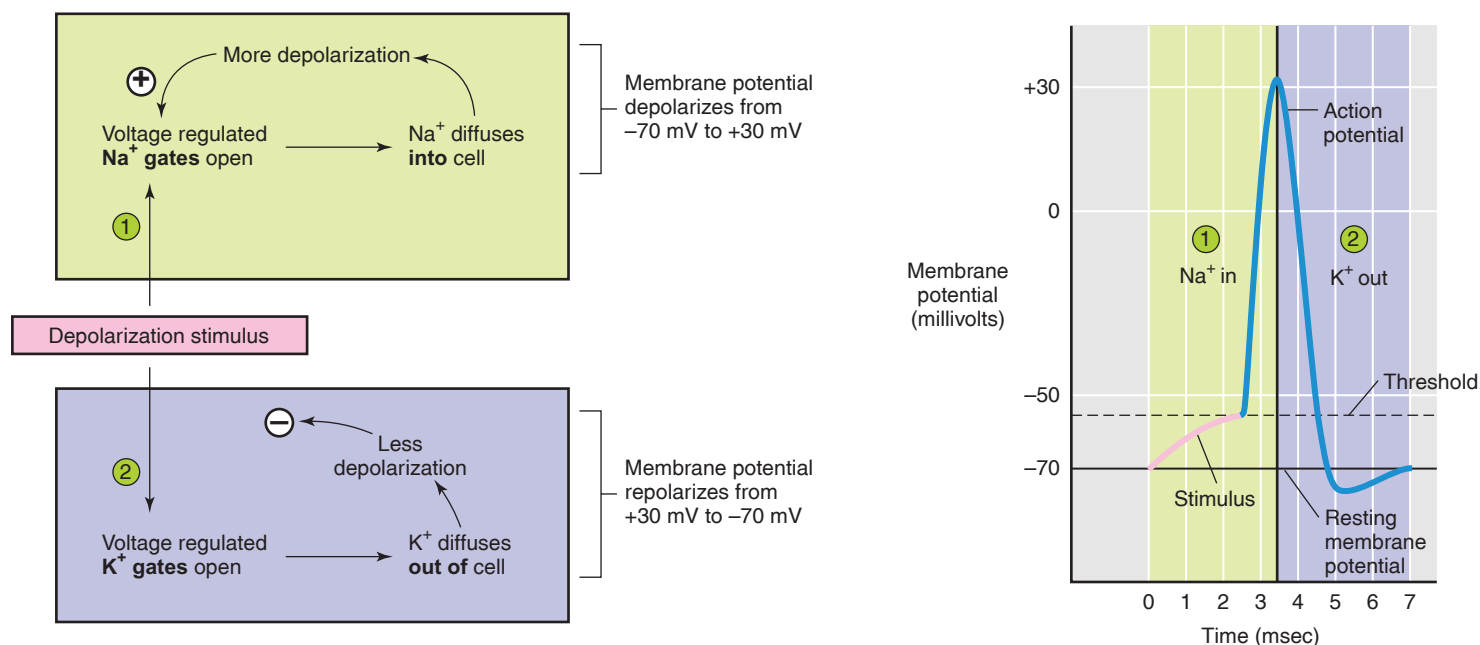 More depolarization
+
Voltage regulated
Na⁺ gates open
Na⁺ diffuses
into cell
1
Membrane potential
depolarizes from
–70 mV to +30 mV
Depolarization stimulus
−
Less
depolarization
2
Voltage regulated
K⁺ gates open
K⁺ diffuses
out of cell
Membrane potential
repolarizes from
+30 mV to –70 mV
Membrane
potential
(millivolts)
+30
0
–50
–70
1
Na⁺ in
2
K⁺ out
Action
potential
Threshold
Stimulus
Resting
membrane
potential
0 1 2 3 4 5 6 7
Time (msec)